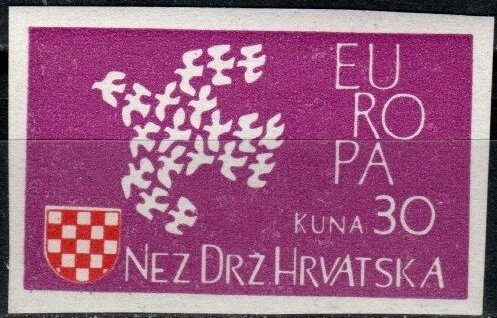 EU
RO
PA
KUNA 30
NEZ DRŽ HRVATSKA